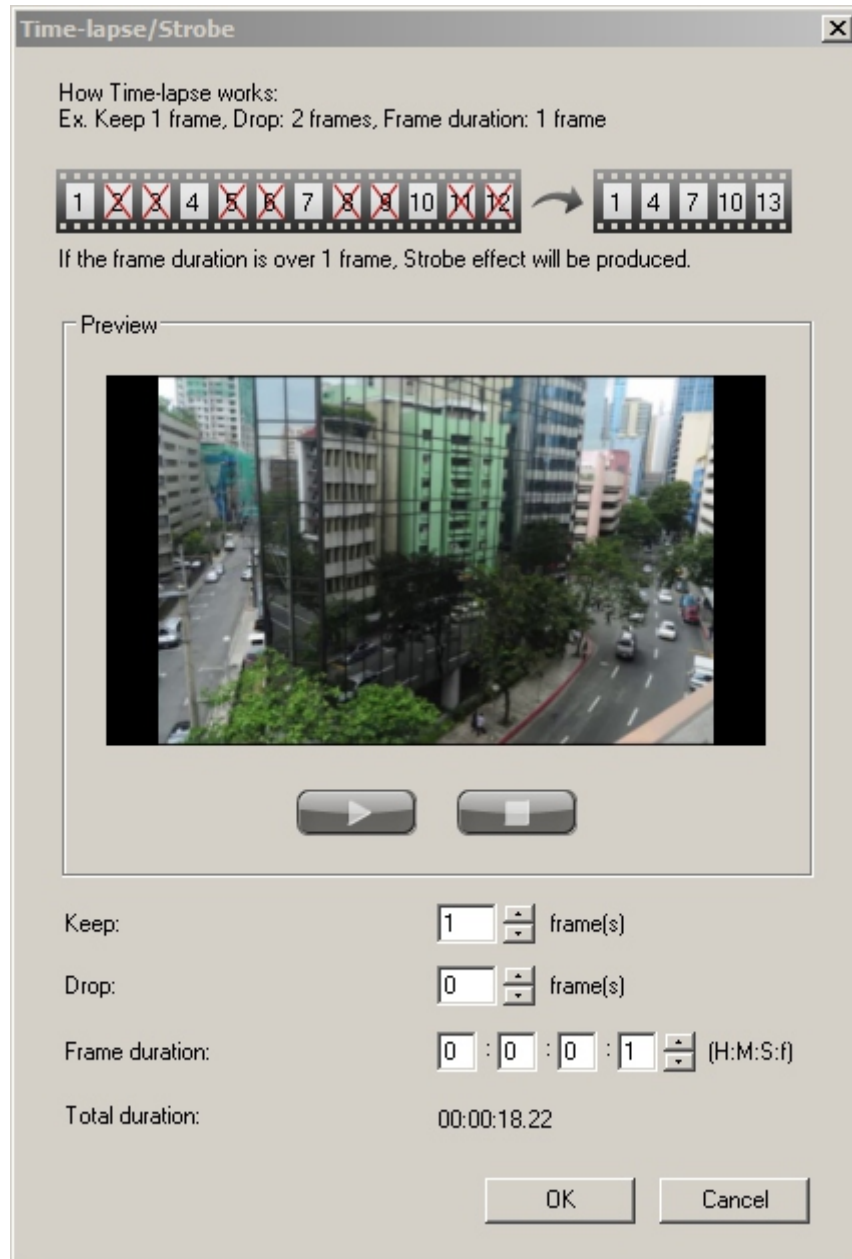 Time-lapse/Strobe
How Time-lapse works:
Ex. Keep 1 frame, Drop: 2 frames, Frame duration: 1 frame
1 2 3 4 5 6 7 8 9 10 11 12 1 4 7 10 13
If the frame duration is over 1 frame, Strobe effect will be produced.
Preview
Keep: 1 frame(s)
Drop: 0 frame(s)
Frame duration: 0 : 0 : 0 : 1 (H:M:S:f)
Total duration: 00:00:18.22
OK Cancel